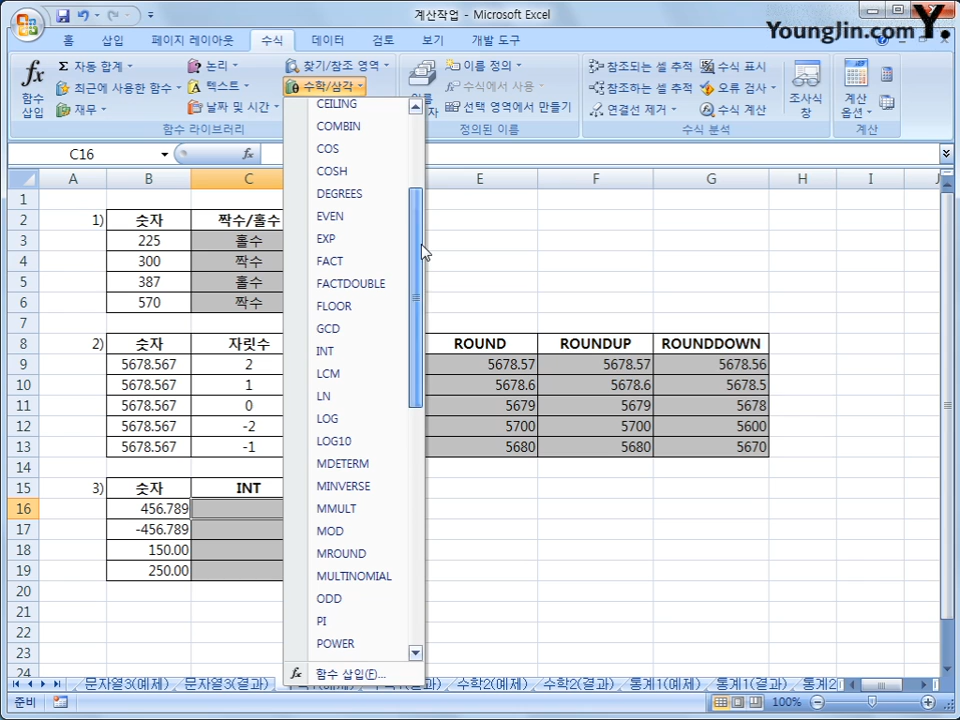 계산작업 - Microsoft Excel
YoungJin.com Y.
홈 삽입 페이지 레이아웃 수식 데이터 검토 보기 개발 도구
fx 함수 삽입
Σ 자동 합계
최근에 사용한 함수
재무
논리
텍스트
날짜 및 시간
찾기/참조 영역
수학/삼각
함수 라이브러리
이름 정의
수식에서 사용
선택 영역에서 만들기
정의된 이름
참조되는 셀 추적
참조하는 셀 추적
연결선 제거
수식 표시
오류 검사
수식 계산
수식 분석
조사식 창
계산 옵션
계산
C16 fx
A B C E F G H I J
1
2 1) 숫자 짝수/홀수
3 225 홀수
4 300 짝수
5 387 홀수
6 570 짝수
7
8 2) 숫자 자릿수 ROUND ROUNDUP ROUNDDOWN
9 5678.567 2 5678.57 5678.57 5678.56
10 5678.567 1 5678.6 5678.6 5678.5
11 5678.567 0 5679 5679 5678
12 5678.567 -2 5700 5700 5600
13 5678.567 -1 5680 5680 5670
14
15 3) 숫자 INT
16 456.789
17 -456.789
18 150.00
19 250.00
20
21
22
23
24
CEILING
COMBIN
COS
COSH
DEGREES
EVEN
EXP
FACT
FACTDOUBLE
FLOOR
GCD
INT
LCM
LN
LOG
LOG10
MDETERM
MINVERSE
MMULT
MOD
MROUND
MULTINOMIAL
ODD
PI
POWER
fx 함수 삽입(F)...
문자열3(예제) 문자열3(결과) 수학2(예제) 수학2(결과) 통계1(예제) 통계1(결과) 통계2
준비 100%